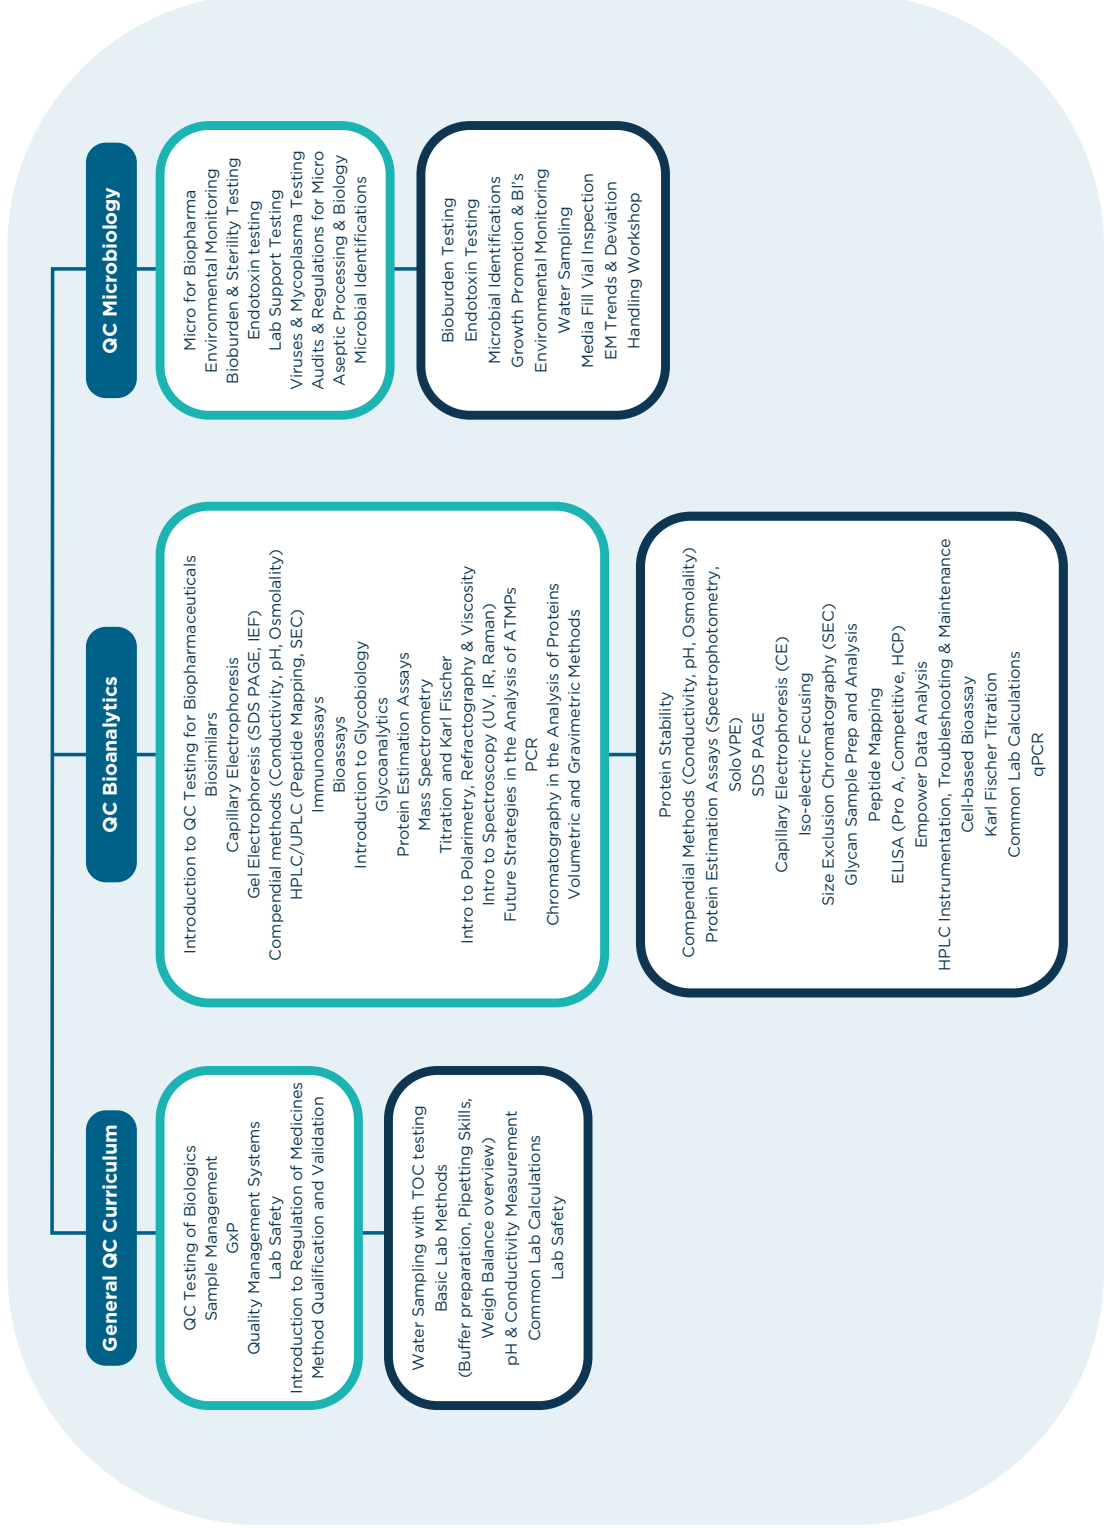 General QC Curriculum
QC Testing of Biologics
Sample Management
GxP
Quality Management Systems
Lab Safety
Introduction to Regulation of Medicines
Method Qualification and Validation
Water Sampling with TOC testing
Basic Lab Methods
(Buffer preparation, Pipetting Skills,
Weigh Balance overview)
pH & Conductivity Measurement
Common Lab Calculations
Lab Safety
QC Bioanalytics
Introduction to QC Testing for Biopharmaceuticals
Biosimilars
Capillary Electrophoresis
Gel Electrophoresis (SDS PAGE, IEF)
Compendial methods (Conductivity, pH, Osmolality)
HPLC/UPLC (Peptide Mapping, SEC)
Immunoassays
Bioassays
Introduction to Glycobiology
Glycoanalytics
Protein Estimation Assays
Mass Spectrometry
Titration and Karl Fischer
Intro to Polarimetry, Refractography & Viscosity
Intro to Spectroscopy (UV, IR, Raman)
Future Strategies in the Analysis of ATMPs
PCR
Chromatography in the Analysis of Proteins
Volumetric and Gravimetric Methods
Protein Stability
Compendial Methods (Conductivity, pH, Osmolality)
Protein Estimation Assays (Spectrophotometry,
SoloVPE)
SDS PAGE
Capillary Electrophoresis (CE)
Iso-electric Focusing
Size Exclusion Chromatography (SEC)
Glycan Sample Prep and Analysis
Peptide Mapping
ELISA (Pro A, Competitive, HCP)
Empower Data Analysis
HPLC Instrumentation, Troubleshooting & Maintenance
Cell-based Bioassay
Karl Fischer Titration
Common Lab Calculations
qPCR
QC Microbiology
Micro for Biopharma
Environmental Monitoring
Bioburden & Sterility Testing
Endotoxin testing
Lab Support Testing
Viruses & Mycoplasma Testing
Audits & Regulations for Micro
Aseptic Processing & Biology
Microbial Identifications
Bioburden Testing
Endotoxin Testing
Microbial Identifications
Growth Promotion & BI's
Environmental Monitoring
Water Sampling
Media Fill Vial Inspection
EM Trends & Deviation
Handling Workshop